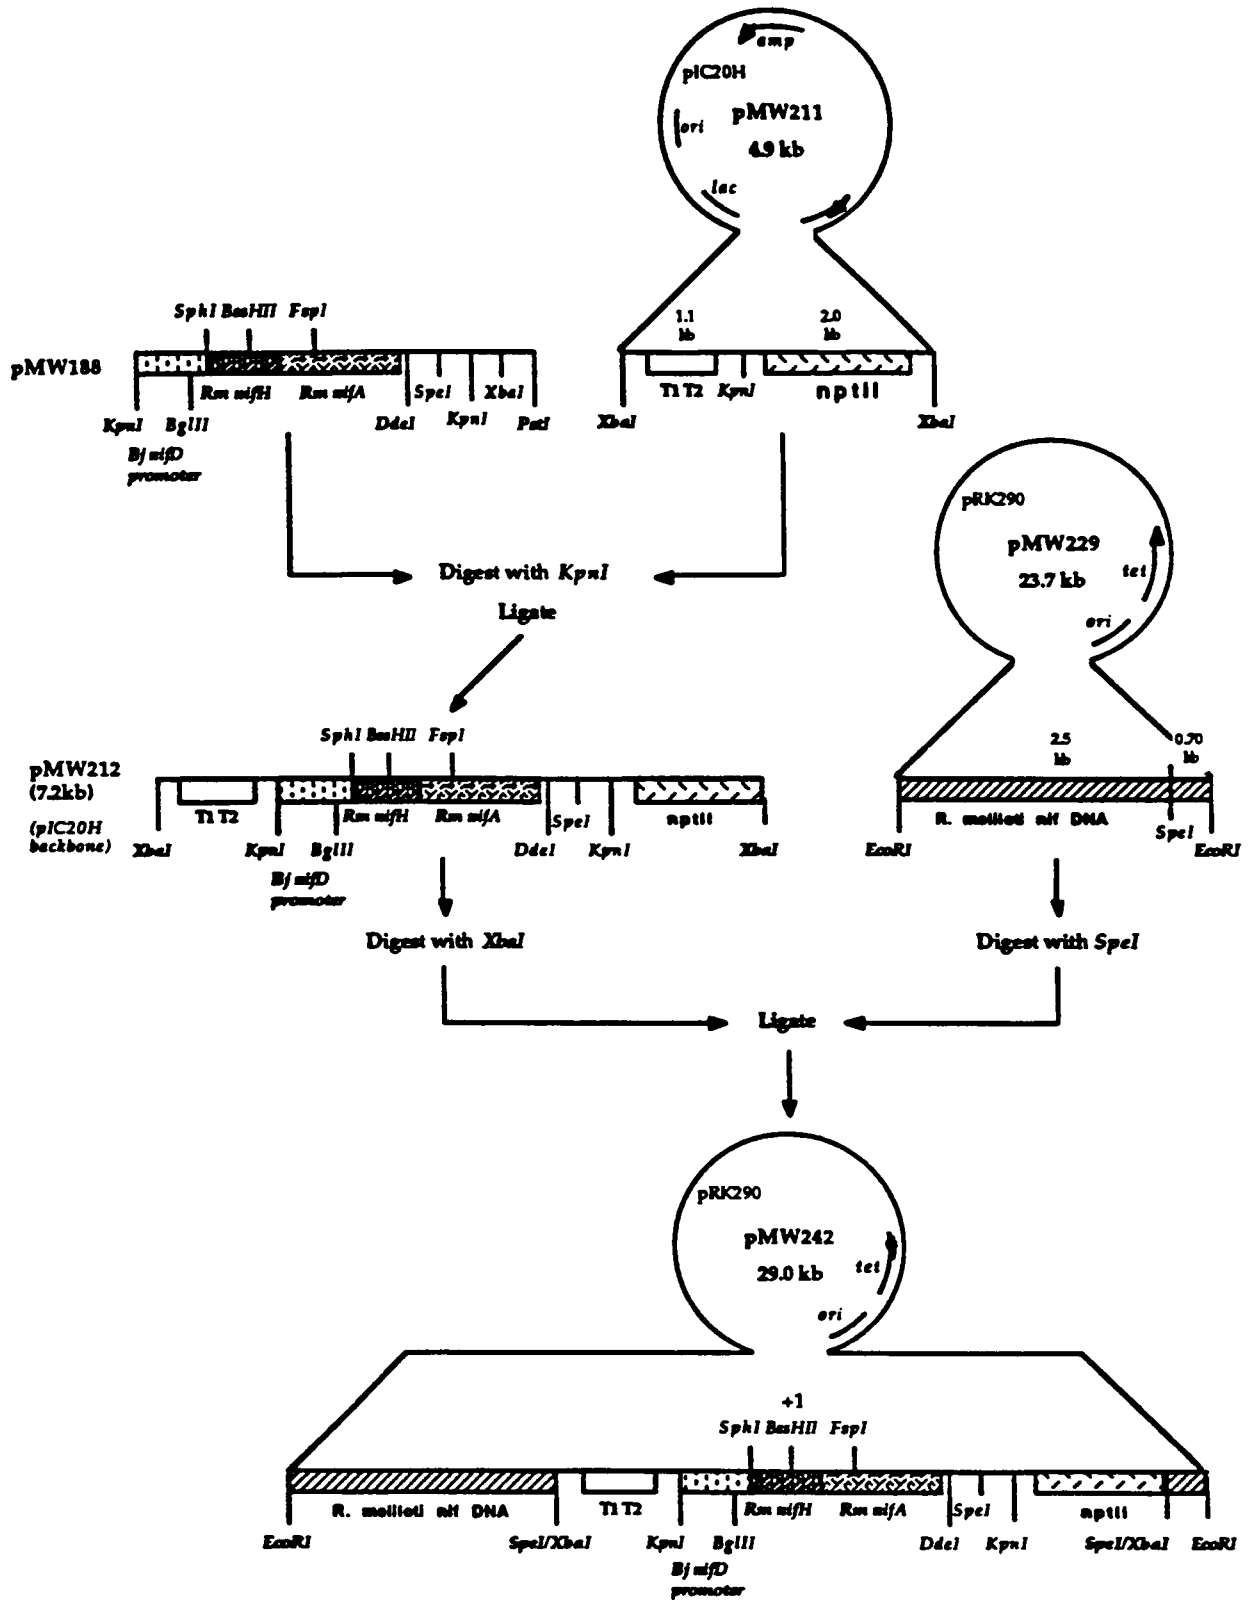 amp
pIC20H
pMW211
ori
4.9 kb
lac
SphI BssHII FspI
1.1
kb
2.0
kb
pMW188
Rm nifH Rm nifA SpeI XbaI
T1 T2 KpnI nptII
KpnI BglII DdeI KpnI PstI
XbaI XbaI
Bj nifD
promoter
pRK290
pMW229
23.7 kb
tet
ori
Digest with KpnI
Ligate
SphI BssHII FspI
2.5
kb
0.70
kb
pMW212
(7.2kb)
(pIC20H
backbone)
T1 T2 Rm nifH Rm nifA SpeI nptII
XbaI KpnI BglII DdeI KpnI XbaI
Bj nifD
promoter
R. meliloti nif DNA SpeI
EcoRI EcoRI
Digest with XbaI
Digest with SpeI
Ligate
pRK290
pMW242
29.0 kb
tet
ori
+1
SphI BssHII FspI
R. meliloti nif DNA T1 T2 Rm nifH Rm nifA SpeI nptII
EcoRI SpeI/XbaI KpnI BglII DdeI KpnI SpeI/XbaI EcoRI
Bj nifD
promoter